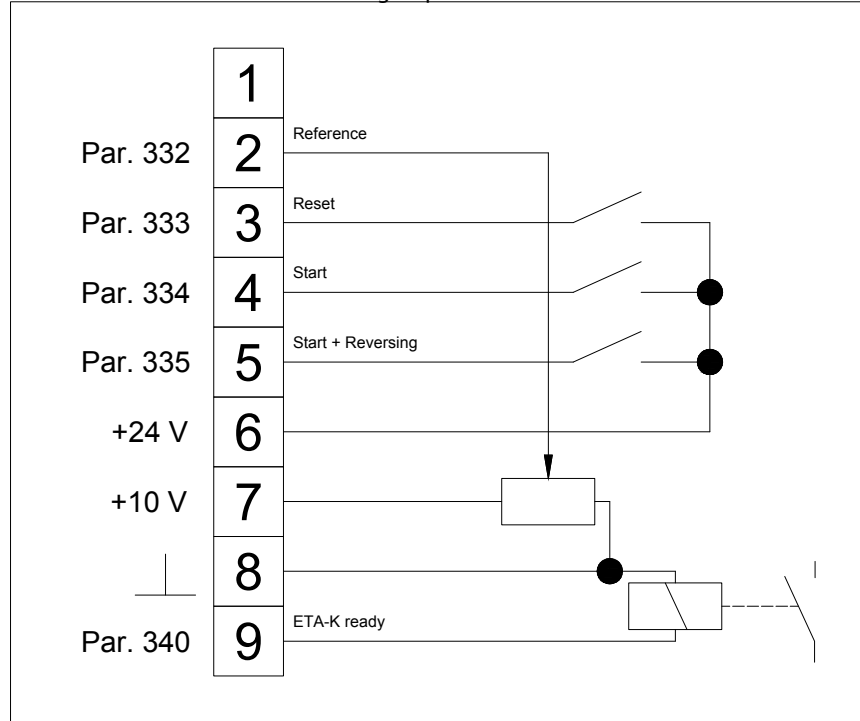 1
Par. 332 2 Reference
Par. 333 3 Reset
Par. 334 4 Start
Par. 335 5 Start + Reversing
+24 V 6
+10 V 7
8
Par. 340 9 ETA-K ready